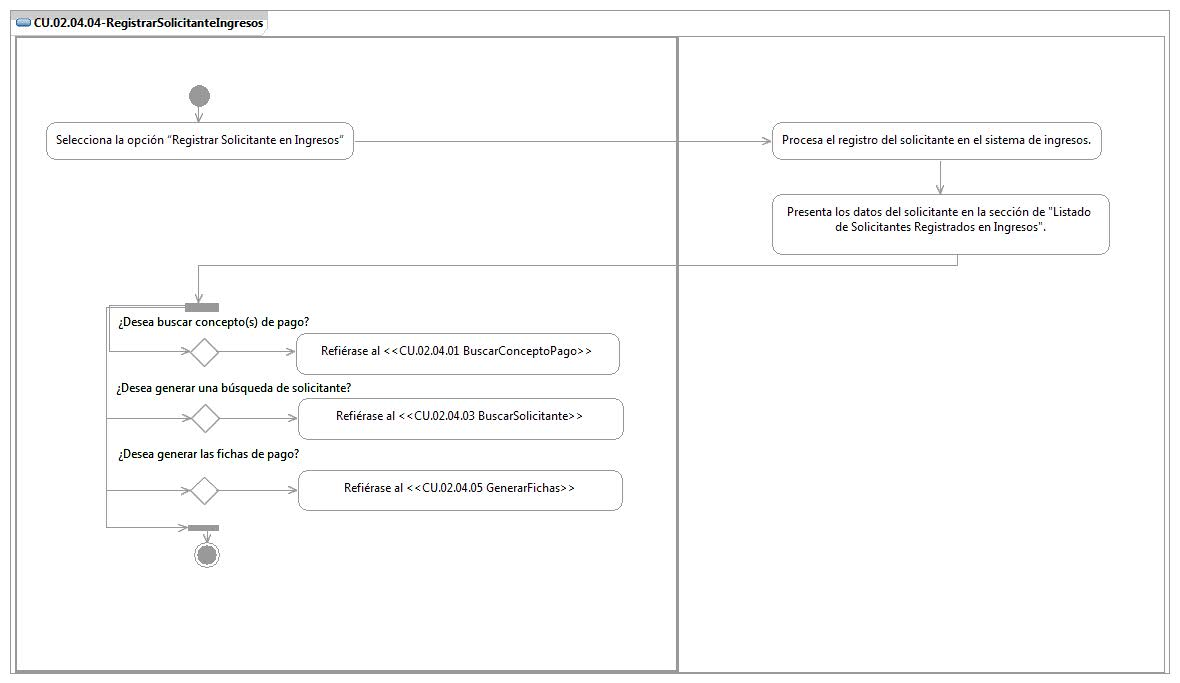 CU.02.04.04-RegistrarSolicitanteIngresos
Selecciona la opción “Registrar Solicitante en Ingresos”
Procesa el registro del solicitante en el sistema de ingresos.
Presenta los datos del solicitante en la sección de "Listado
de Solicitantes Registrados en Ingresos".
¿Desea buscar concepto(s) de pago?
Refiérase al <<CU.02.04.01 BuscarConceptoPago>>
¿Desea generar una búsqueda de solicitante?
Refiérase al <<CU.02.04.03 BuscarSolicitante>>
¿Desea generar las fichas de pago?
Refiérase al <<CU.02.04.05 GenerarFichas>>